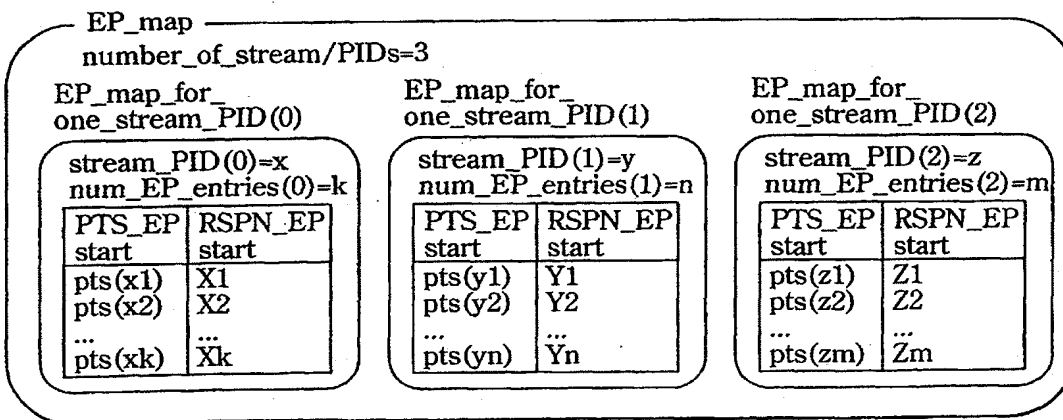 EP_map
number_of_stream/PIDs=3
EP_map_for_
one_stream_PID(0)
stream_PID(0)=x
num_EP_entries(0)=k
PTS_EP RSPN_EP
start start
pts(x1) X1
pts(x2) X2
... ...
pts(xk) Xk
EP_map_for_
one_stream_PID(1)
stream_PID(1)=y
num_EP_entries(1)=n
PTS_EP RSPN_EP
start start
pts(y1) Y1
pts(y2) Y2
... ...
pts(yn) Yn
EP_map_for_
one_stream_PID(2)
stream_PID(2)=z
num_EP_entries(2)=m
PTS_EP RSPN_EP
start start
pts(z1) Z1
pts(z2) Z2
... ...
pts(zm) Zm